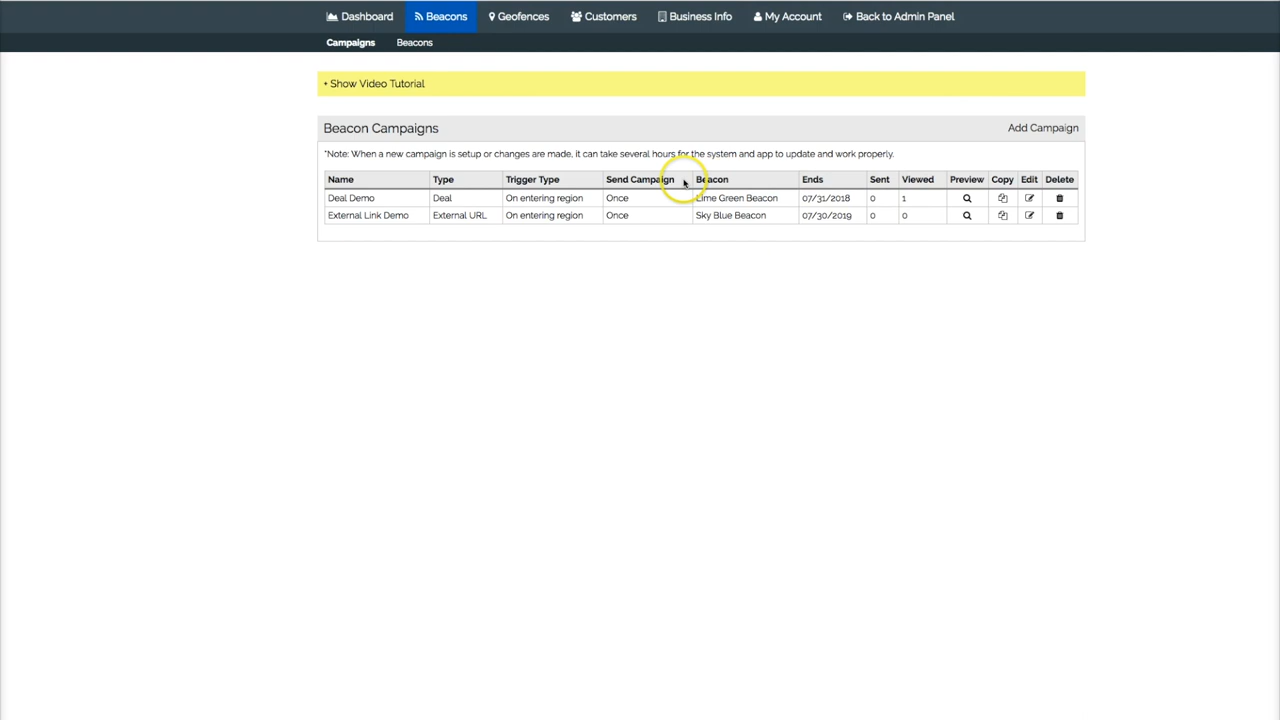 Dashboard Beacons Geofences Customers Business Info My Account Back to Admin Panel
Campaigns Beacons
+ Show Video Tutorial
Beacon Campaigns Add Campaign
*Note: When a new campaign is setup or changes are made, it can take several hours for the system and app to update and work properly.
Name Type Trigger Type Send Campaign Beacon Ends Sent Viewed Preview Copy Edit Delete
Deal Demo Deal On entering region Once Lime Green Beacon 07/31/2018 0 1
External Link Demo External URL On entering region Once Sky Blue Beacon 07/30/2019 0 0